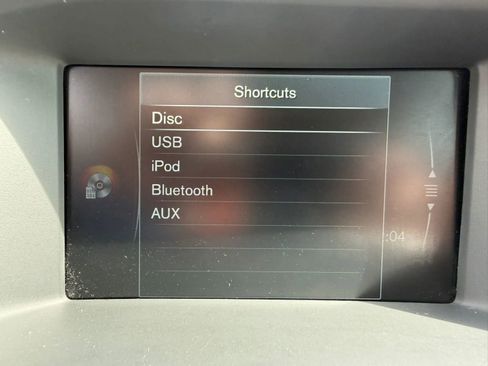 Shortcuts
Disc
USB
iPod
Bluetooth
AUX
:04